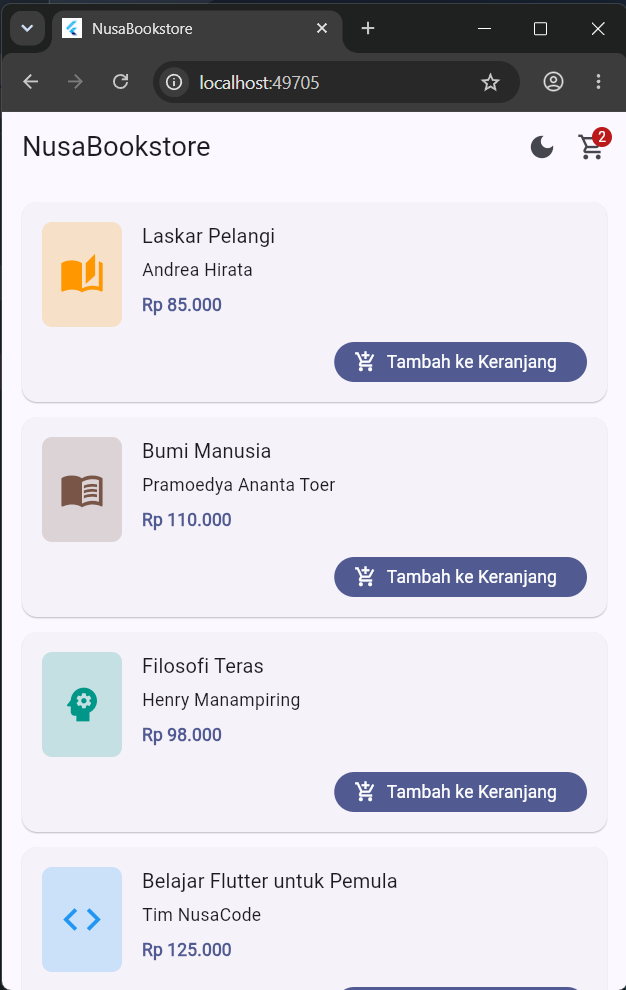 NusaBookstore
localhost:49705
NusaBookstore
2
Laskar Pelangi
Andrea Hirata
Rp 85.000
Tambah ke Keranjang
Bumi Manusia
Pramoedya Ananta Toer
Rp 110.000
Tambah ke Keranjang
Filosofi Teras
Henry Manampiring
Rp 98.000
Tambah ke Keranjang
Belajar Flutter untuk Pemula
Tim NusaCode
Rp 125.000